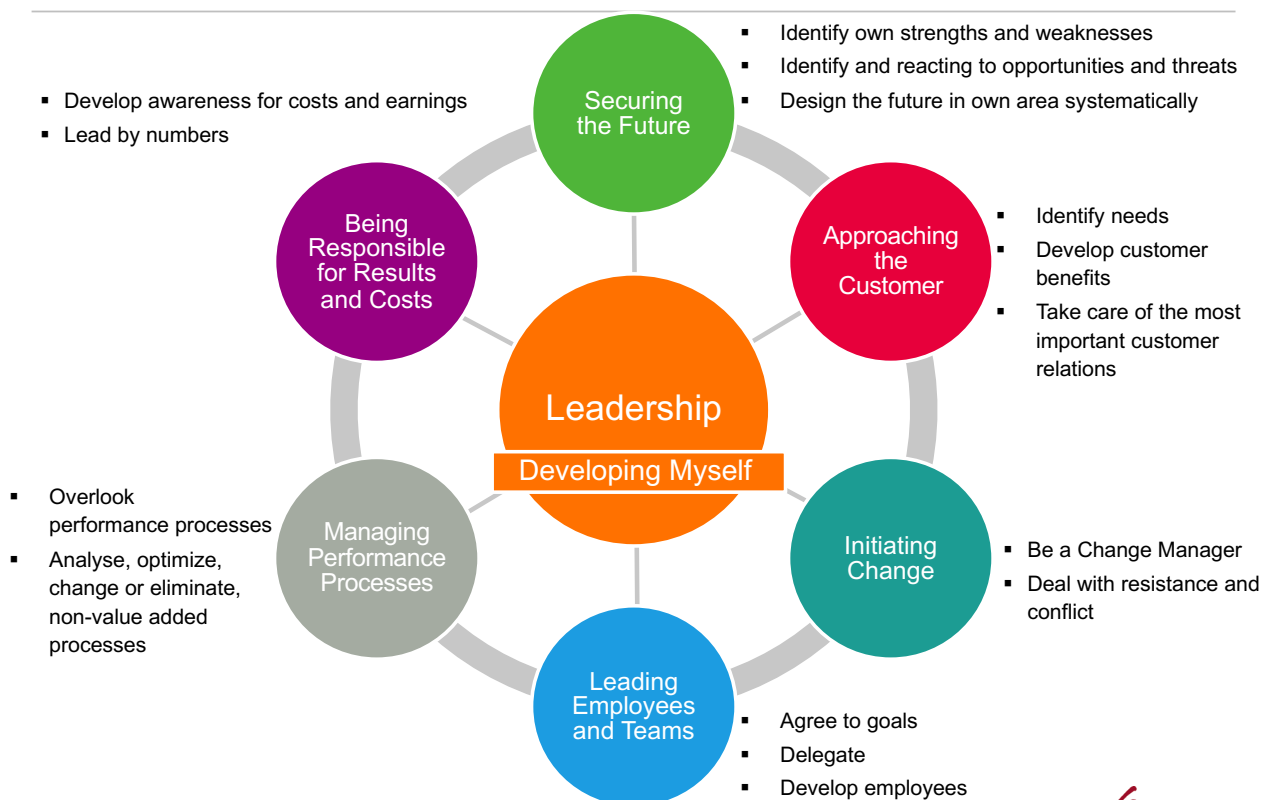 Securing
the Future
Identify own strengths and weaknesses
Identify and reacting to opportunities and threats
Design the future in own area systematically
Develop awareness for costs and earnings
Lead by numbers
Being
Responsible
for Results
and Costs
Approaching
the
Customer
Identify needs
Develop customer
benefits
Take care of the most
important customer
relations
Leadership
Developing Myself
Overlook
performance processes
Analyse, optimize,
change or eliminate,
non-value added
processes
Managing
Performance
Processes
Initiating
Change
Be a Change Manager
Deal with resistance and
conflict
Leading
Employees
and Teams
Agree to goals
Delegate
Develop employees